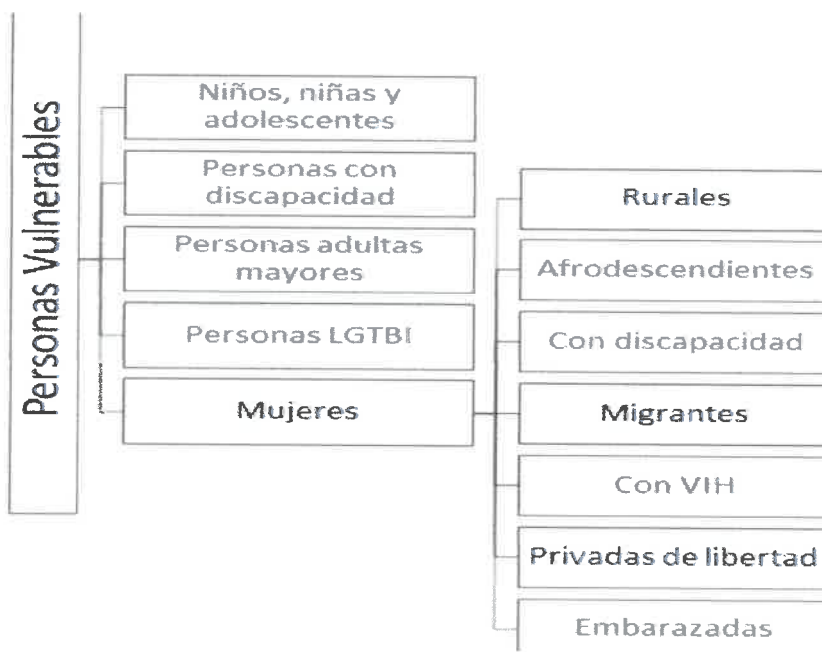 Personas Vulnerables
Niños, niñas y
adolescentes
Personas con
discapacidad
Personas adultas
mayores
Personas LGTBI
Mujeres
Rurales
Afrodescendientes
Con discapacidad
Migrantes
Con VIH
Privadas de libertad
Embarazadas